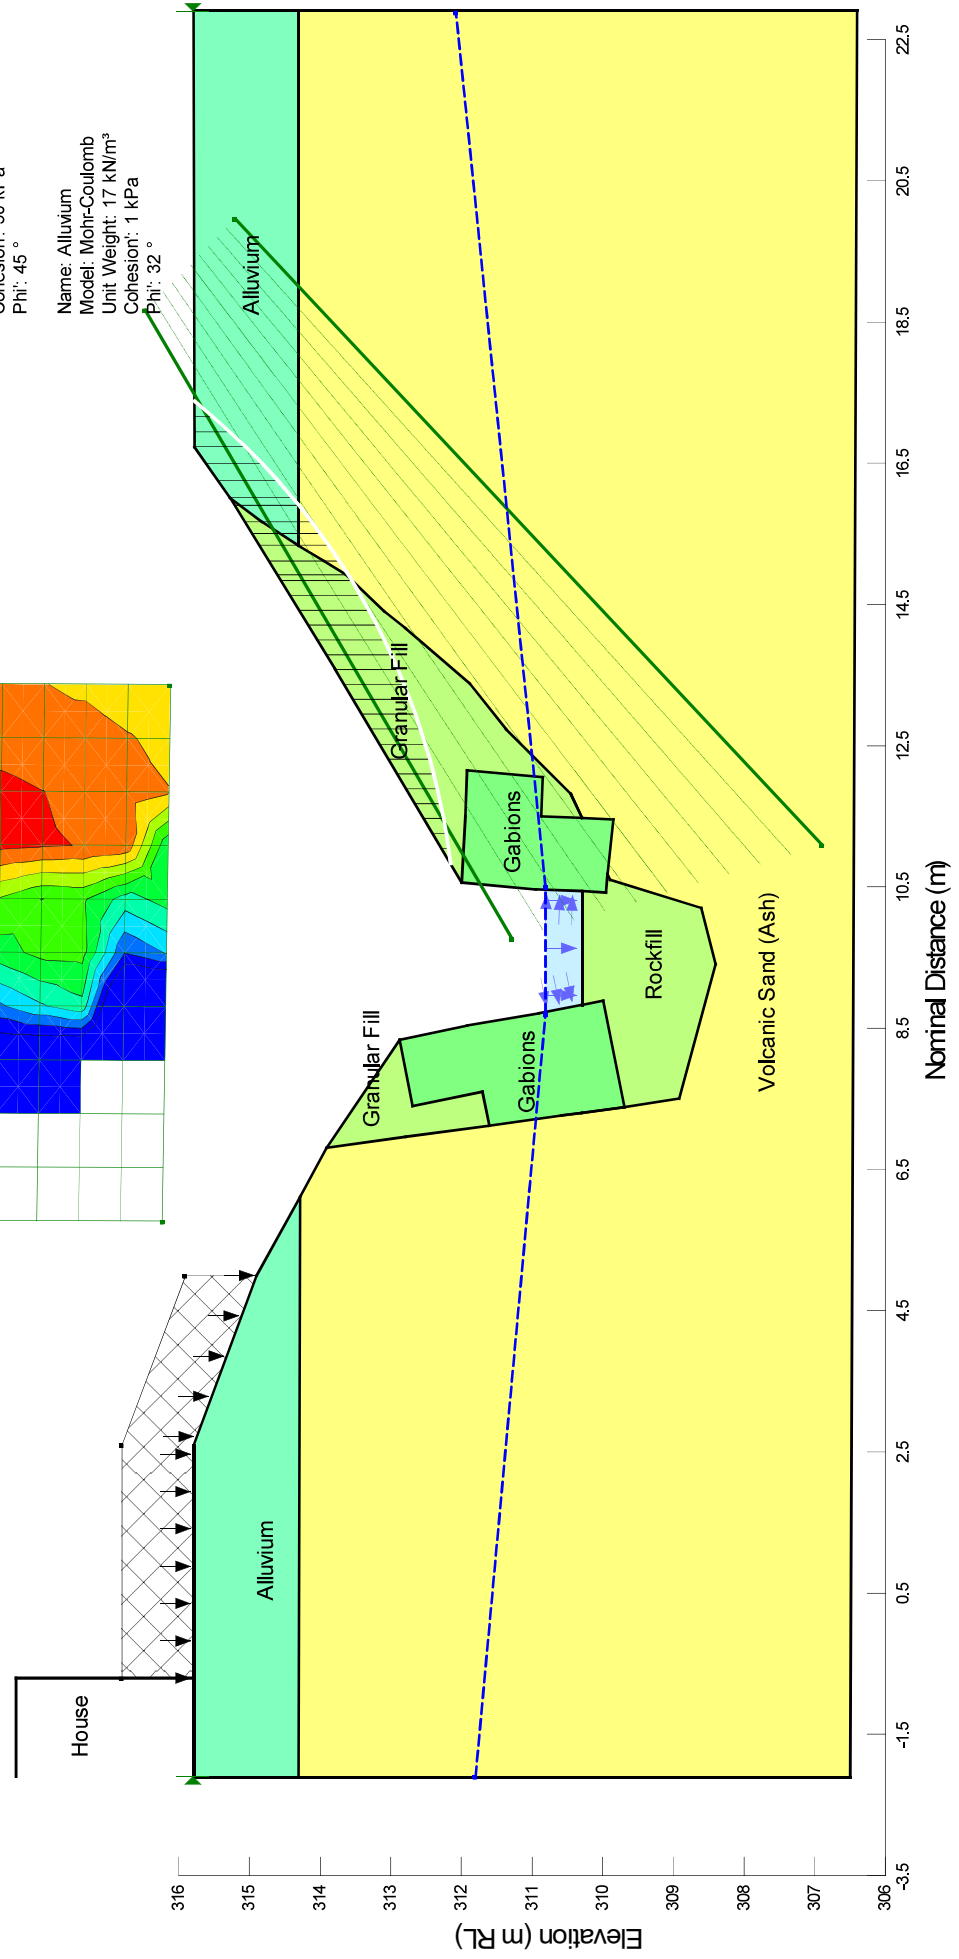 Phi': 45 °
Name: Alluvium
Model: Mohr-Coulomb
Unit Weight: 17 kN/m³
Cohesion': 1 kPa
Phi': 32 °
House
Alluvium
Alluvium
Granular Fill
Granular Fill
Gabions
Gabions
Rockfill
Volcanic Sand (Ash)
Elevation (m RL)
316
315
314
313
312
311
310
309
308
307
306
-3.5
-1.5
0.5
2.5
4.5
6.5
8.5
10.5
12.5
14.5
16.5
18.5
20.5
22.5
Nominal Distance (m)